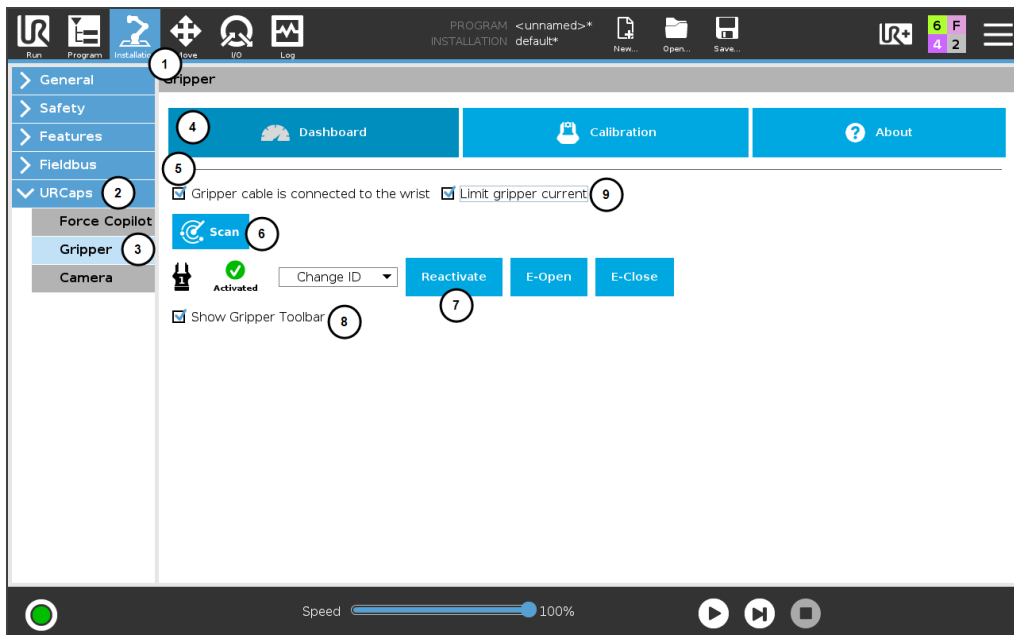 PROGRAM <unnamed>*
INSTALLATION default*
UR
Run
Program
Installation
Move
I/O
Log
New...
Open...
Save...
UR+
6 F
4 2
1
General
Gripper
Safety
4 Dashboard
Calibration
? About
Features
Fieldbus
5
URCaps 2
Gripper cable is connected to the wrist
Limit gripper current 9
Force Copilot
Scan 6
Gripper 3
Camera
1
Activated
Change ID
Reactivate
E-Open
E-Close
7
Show Gripper Toolbar 8
Speed
100%